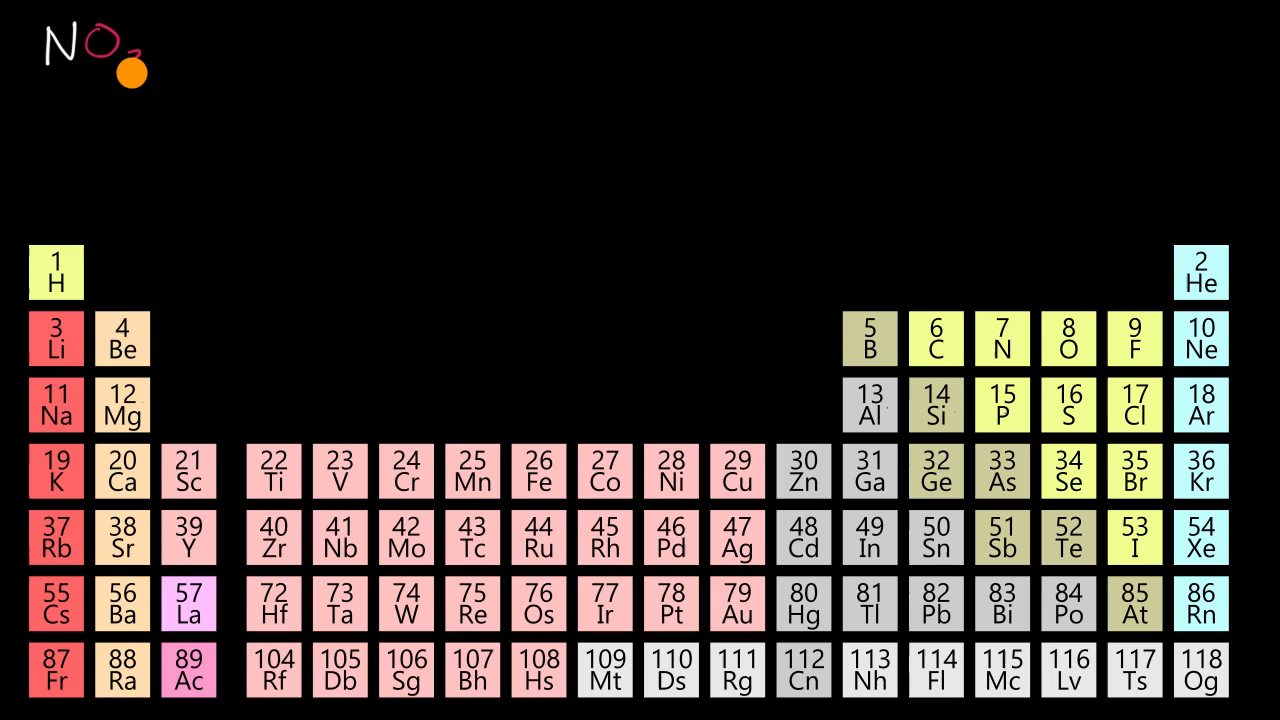 NO
1 2
H He
3 4 5 6 7 8 9 10
Li Be B C N O F Ne
11 12 13 14 15 16 17 18
Na Mg Al Si P S Cl Ar
19 20 21 22 23 24 25 26 27 28 29 30 31 32 33 34 35 36
K Ca Sc Ti V Cr Mn Fe Co Ni Cu Zn Ga Ge As Se Br Kr
37 38 39 40 41 42 43 44 45 46 47 48 49 50 51 52 53 54
Rb Sr Y Zr Nb Mo Tc Ru Rh Pd Ag Cd In Sn Sb Te I Xe
55 56 57 72 73 74 75 76 77 78 79 80 81 82 83 84 85 86
Cs Ba La Hf Ta W Re Os Ir Pt Au Hg Tl Pb Bi Po At Rn
87 88 89 104 105 106 107 108 109 110 111 112 113 114 115 116 117 118
Fr Ra Ac Rf Db Sg Bh Hs Mt Ds Rg Cn Nh Fl Mc Lv Ts Og